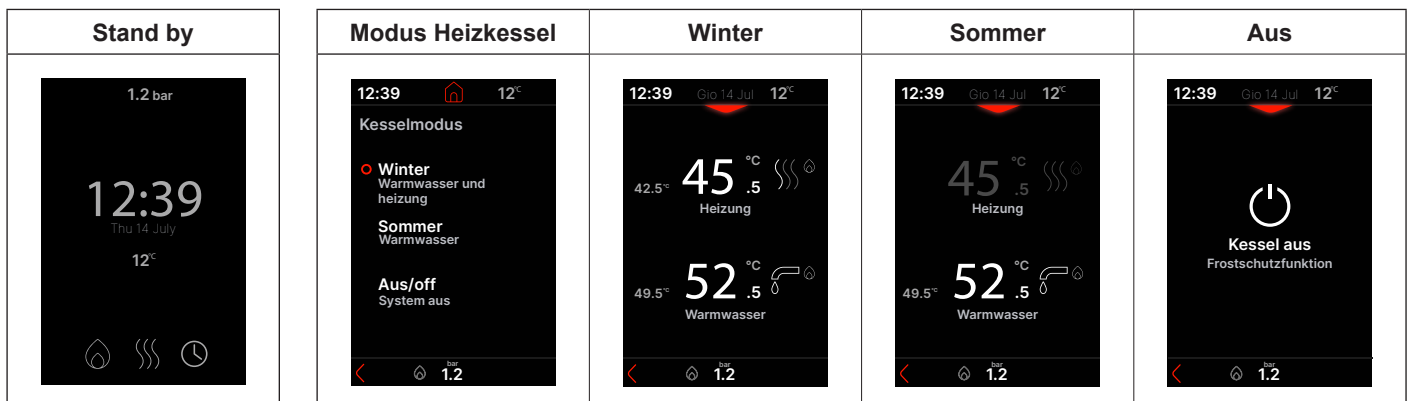 Stand by
1.2 bar
12:39
Thu 14 July
12°C
Modus Heizkessel
12:39 12°C
Kesselmodus
Winter
Warmwasser und
heizung
Sommer
Warmwasser
Aus/off
System aus
bar
1.2
Winter
12:39 Gio 14 Jul 12°C
42.5°C 45.5 °C
Heizung
49.5°C 52.5 °C
Warmwasser
bar
1.2
Sommer
12:39 Gio 14 Jul 12°C
45.5 °C
Heizung
49.5°C 52.5 °C
Warmwasser
bar
1.2
Aus
12:39 Gio 14 Jul 12°C
Kessel aus
Frostschutzfunktion
bar
1.2